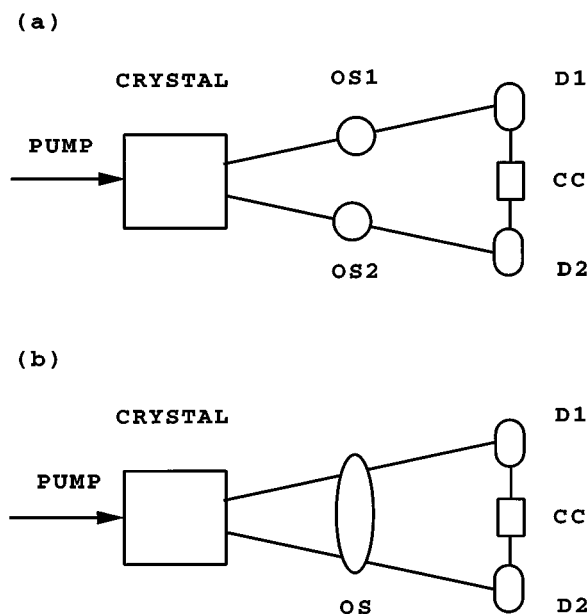 (a)
CRYSTAL
OS1
D1
PUMP
CC
OS2
D2
(b)
CRYSTAL
D1
PUMP
CC
OS
D2